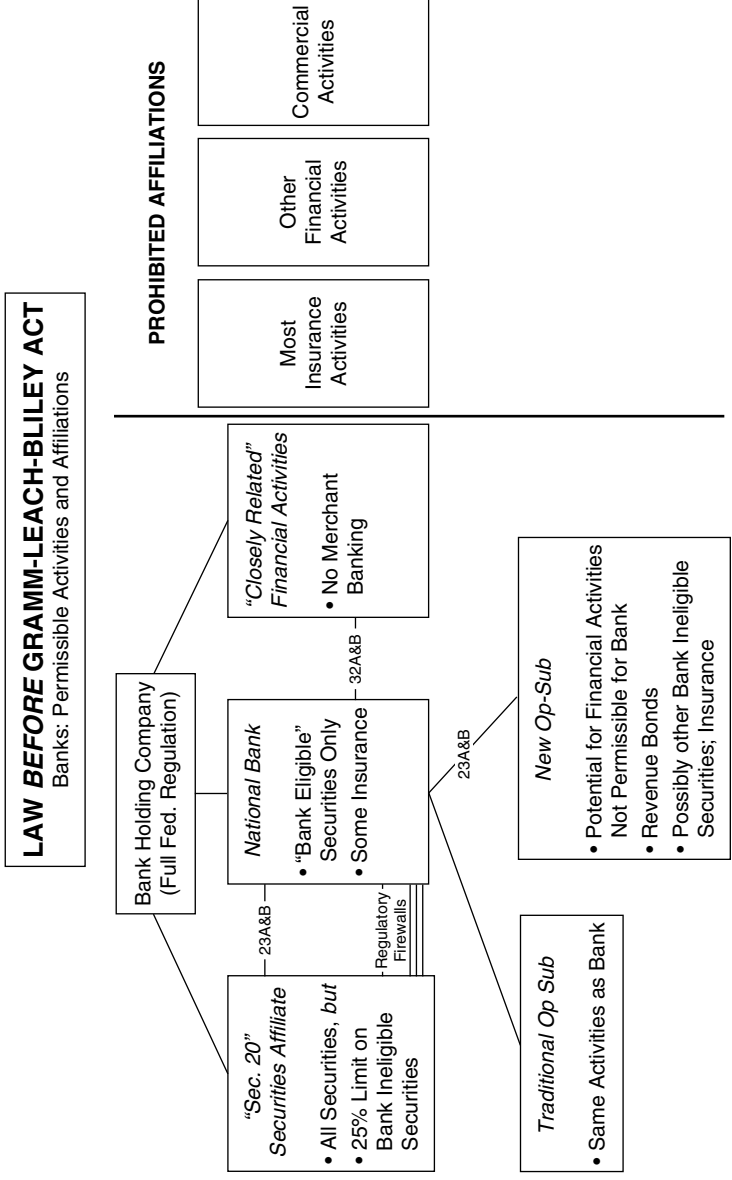 LAW BEFORE GRAMM-LEACH-BLILEY ACT
Banks: Permissible Activities and Affiliations
Bank Holding Company
(Full Fed. Regulation)
"Sec. 20"
Securities Affiliate
• All Securities, but
• 25% Limit on
Bank Ineligible
Securities
23A&B
Regulatory
Firewalls
National Bank
• "Bank Eligible"
Securities Only
• Some Insurance
32A&B
"Closely Related"
Financial Activities
• No Merchant
Banking
Traditional Op Sub
• Same Activities as Bank
23A&B
New Op-Sub
• Potential for Financial Activities
Not Permissible for Bank
• Revenue Bonds
• Possibly other Bank Ineligible
Securities; Insurance
PROHIBITED AFFILIATIONS
Most
Insurance
Activities
Other
Financial
Activities
Commercial
Activities